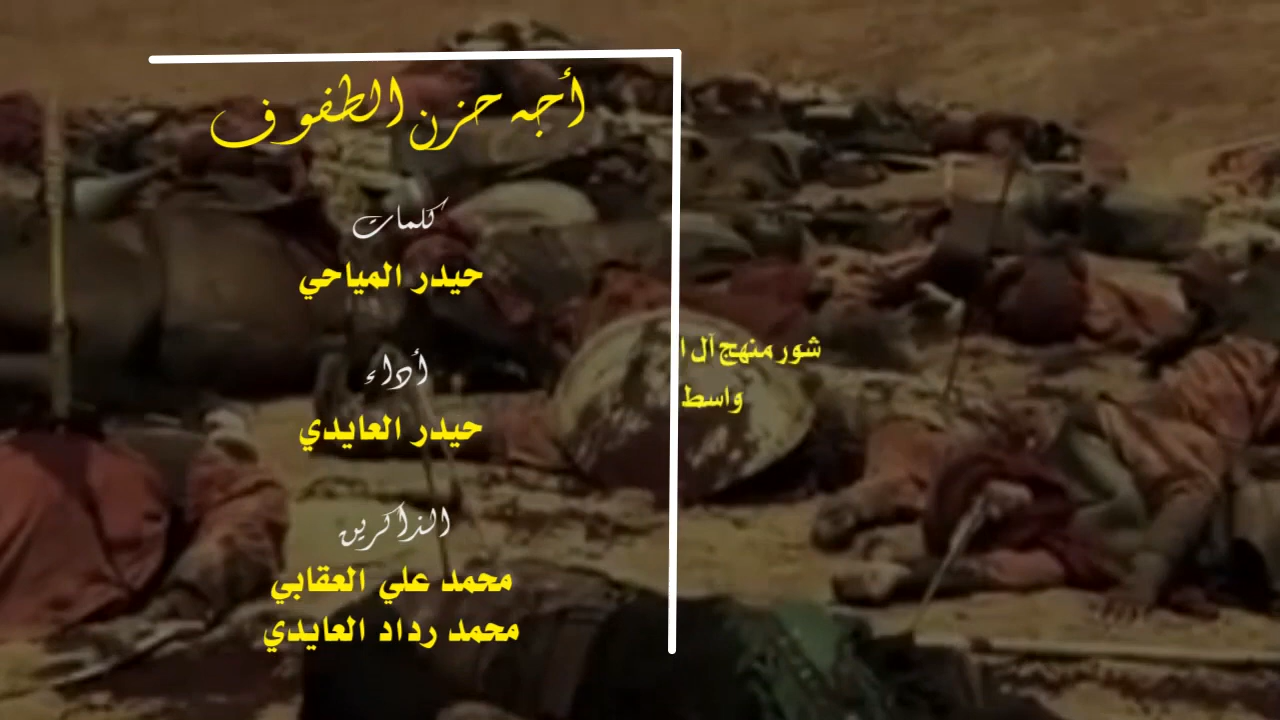 أجه حزن الطفوف
كلمات
حيدر المياحي
أداء
حيدر العايدي
الذاكرين
محمد علي العقابي
محمد رداد العايدي
شور منهج آل
واسط